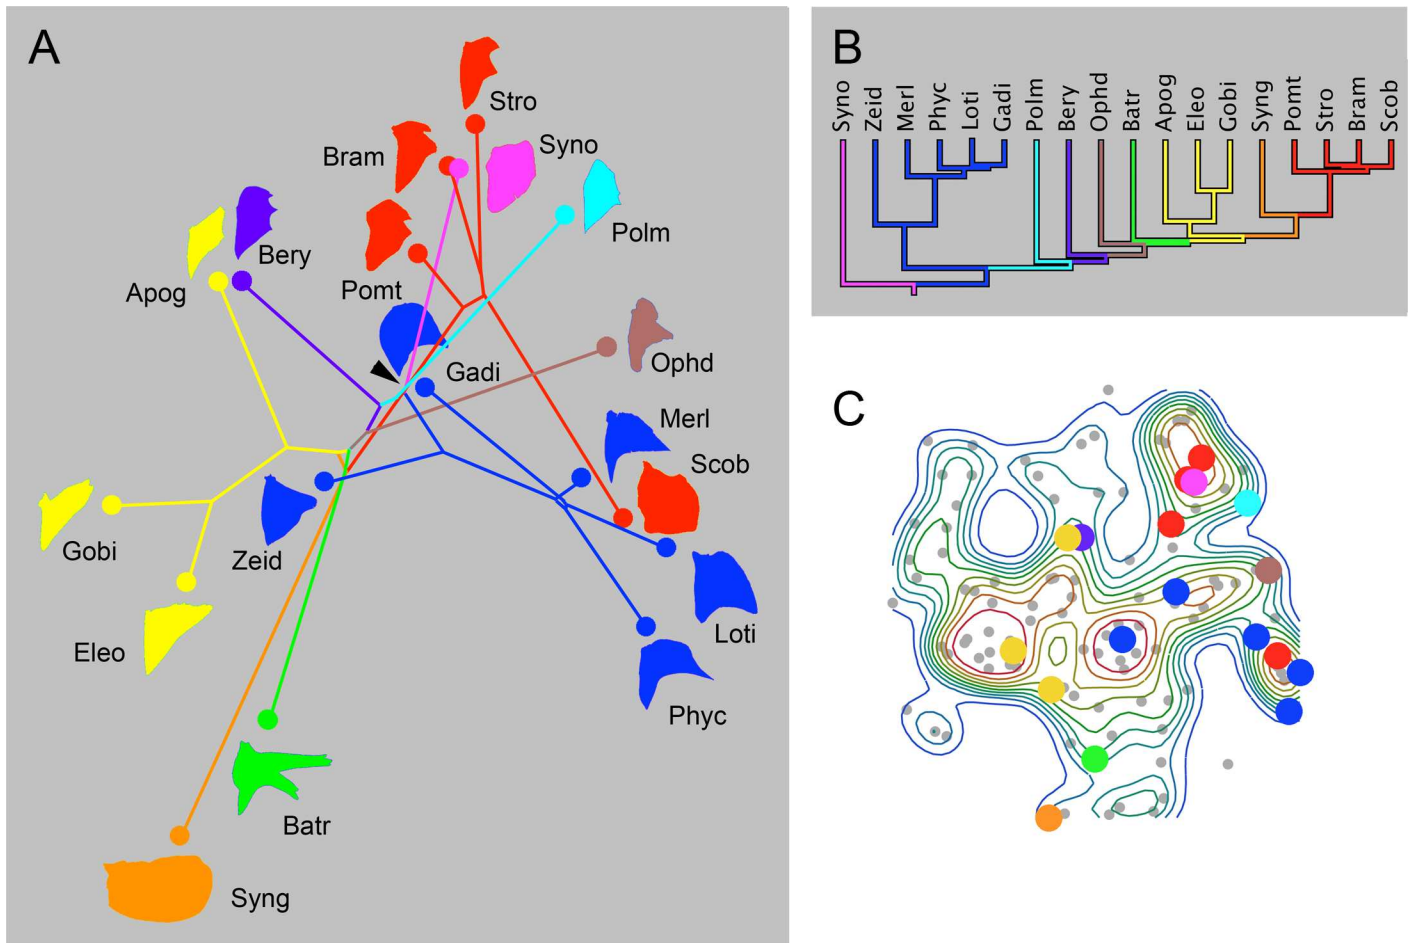 A
Stro
Bram
Syno
Polm
Bery
Apog
Pomt
Gadi
Ophd
Merl
Scob
Gobi
Zeid
Loti
Eleo
Phyc
Batr
Syng
B
Syno
Zeid
Merl
Phyc
Loti
Gadi
Polm
Bery
Ophd
Batr
Apog
Eleo
Gobi
Syng
Pomt
Stro
Bram
Scob
C